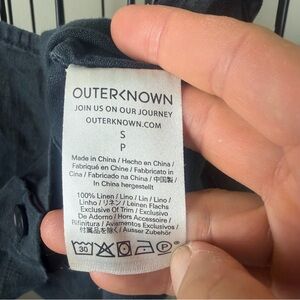 OUTERKNOWN
JOIN US ON OUR JOURNEY
OUTERKNOWN.COM
S
P
Made in China / Hecho en China /
Fabriqué en Chine / Fabbricato in
Cina / Fabricado na China / 中国製 /
In China hergestellt
100% Linen / Lino / Lin / Lino /
Linho / リネン / Leinen Flachs
Exclusive Of Trim / Excluidos
De Adorno / Hors Accessoire /
Rifinitura / Aviamentos Exclusivos /
付属品を除く / Ausser Zubehör
30
P